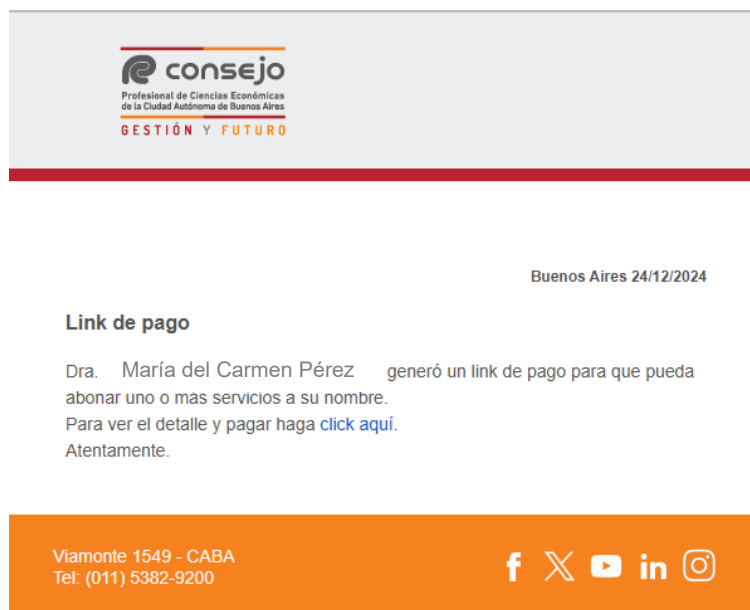 consejo
Profesional de Ciencias Económicas
de la Ciudad Autónoma de Buenos Aires
GESTIÓN Y FUTURO
Buenos Aires 24/12/2024
Link de pago
Dra. María del Carmen Pérez generó un link de pago para que pueda
abonar uno o mas servicios a su nombre.
Para ver el detalle y pagar haga click aquí.
Atentamente.
Viamonte 1549 - CABA
Tel: (011) 5382-9200